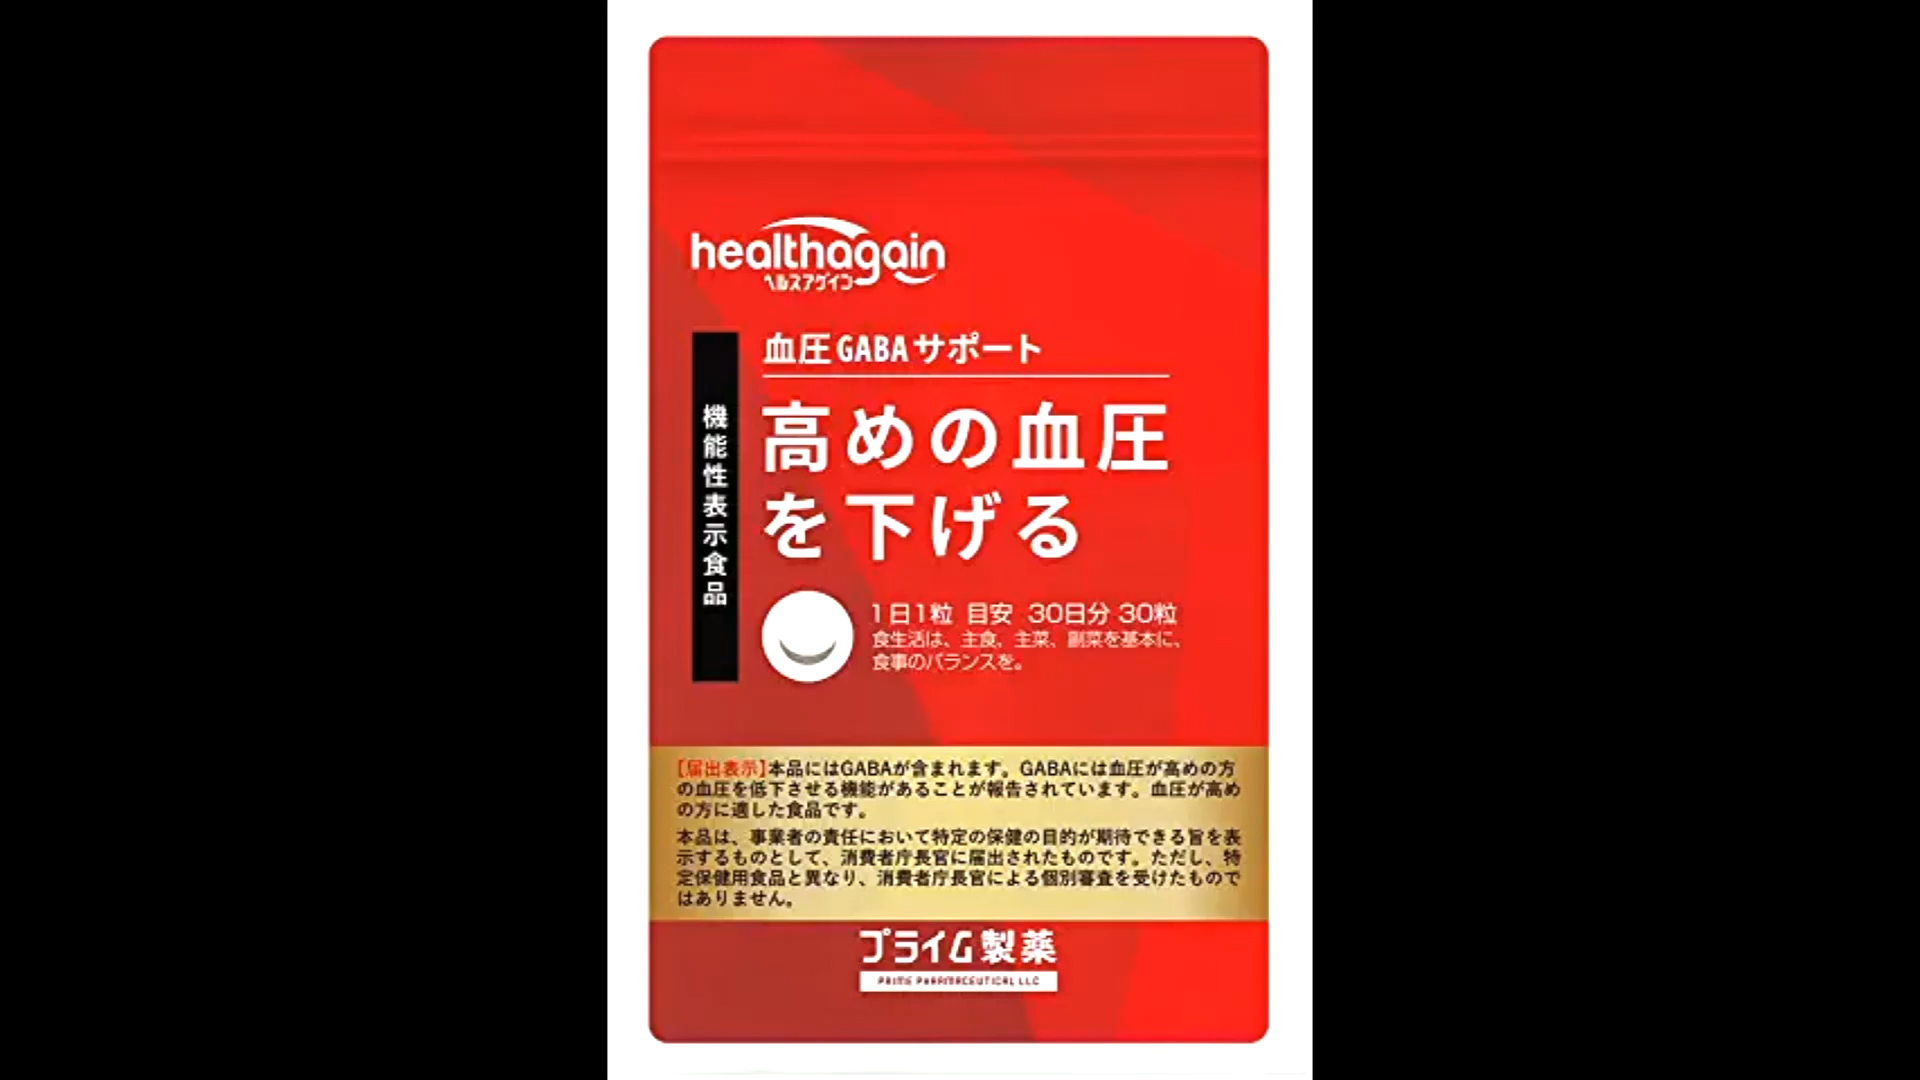 healthagain
ヘルスアゲイン
血圧GABAサポート
機能性表示食品
高めの血圧
を下げる
1日1粒 目安 30日分 30粒
食生活は、主食、主菜、副菜を基本に、
食事のバランスを。
【届出表示】本品にはGABAが含まれます。GABAには血圧が高めの方
の血圧を低下させる機能があることが報告されています。血圧が高め
の方に適した食品です。
本品は、事業者の責任において特定の保健の目的が期待できる旨を表
示するものとして、消費者庁長官に届出されたものです。ただし、特
定保健用食品と異なり、消費者庁長官による個別審査を受けたもので
はありません。
プライム製薬
PRIME PHARMACEUTICAL LLC